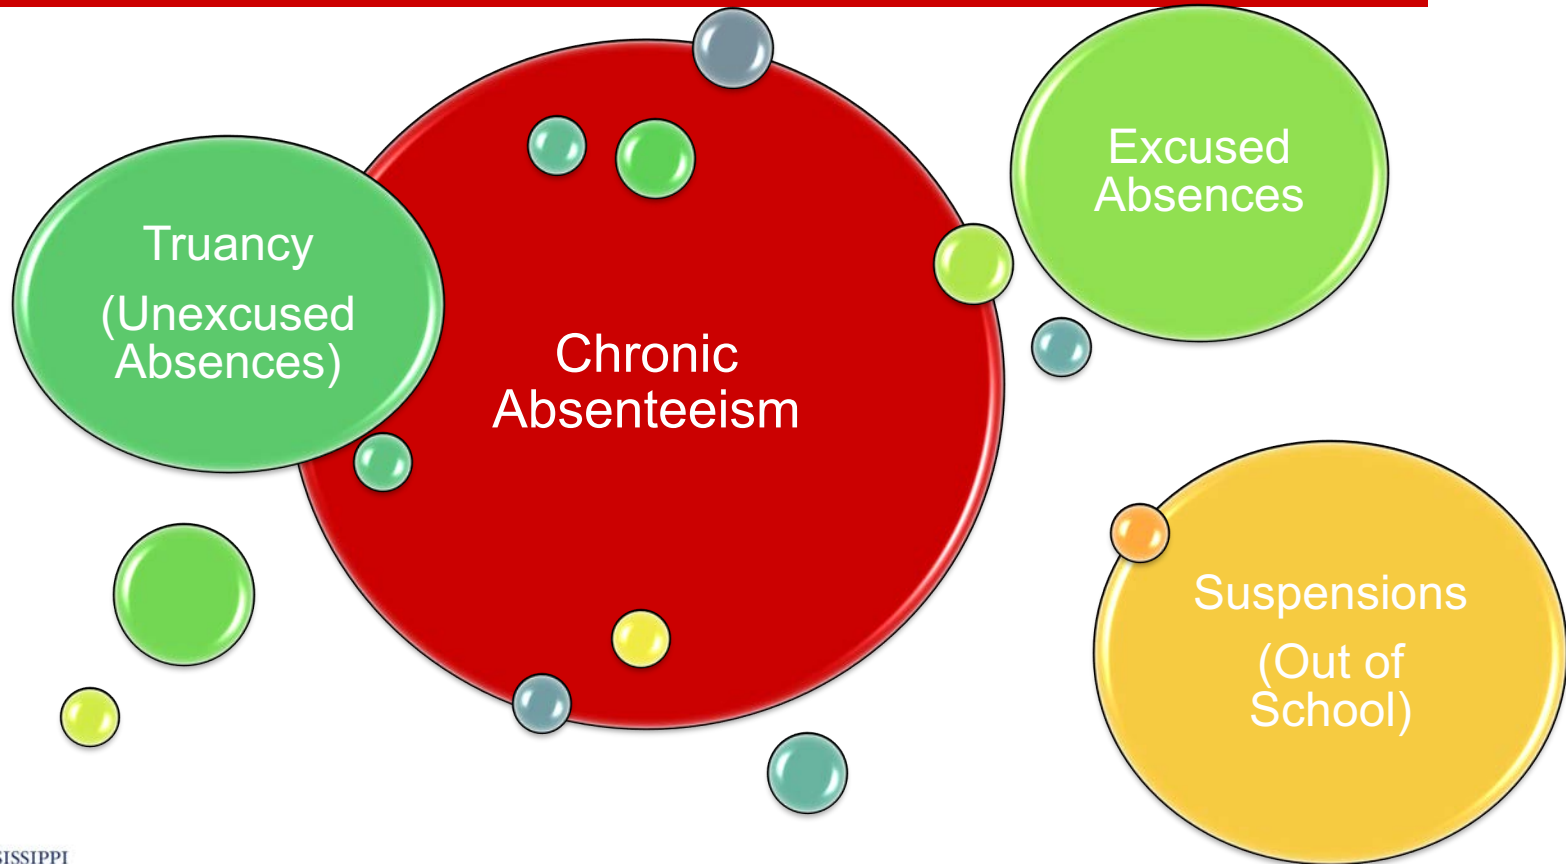 Truancy
(Unexcused
Absences)
Chronic
Absenteeism
Excused
Absences
Suspensions
(Out of
School)